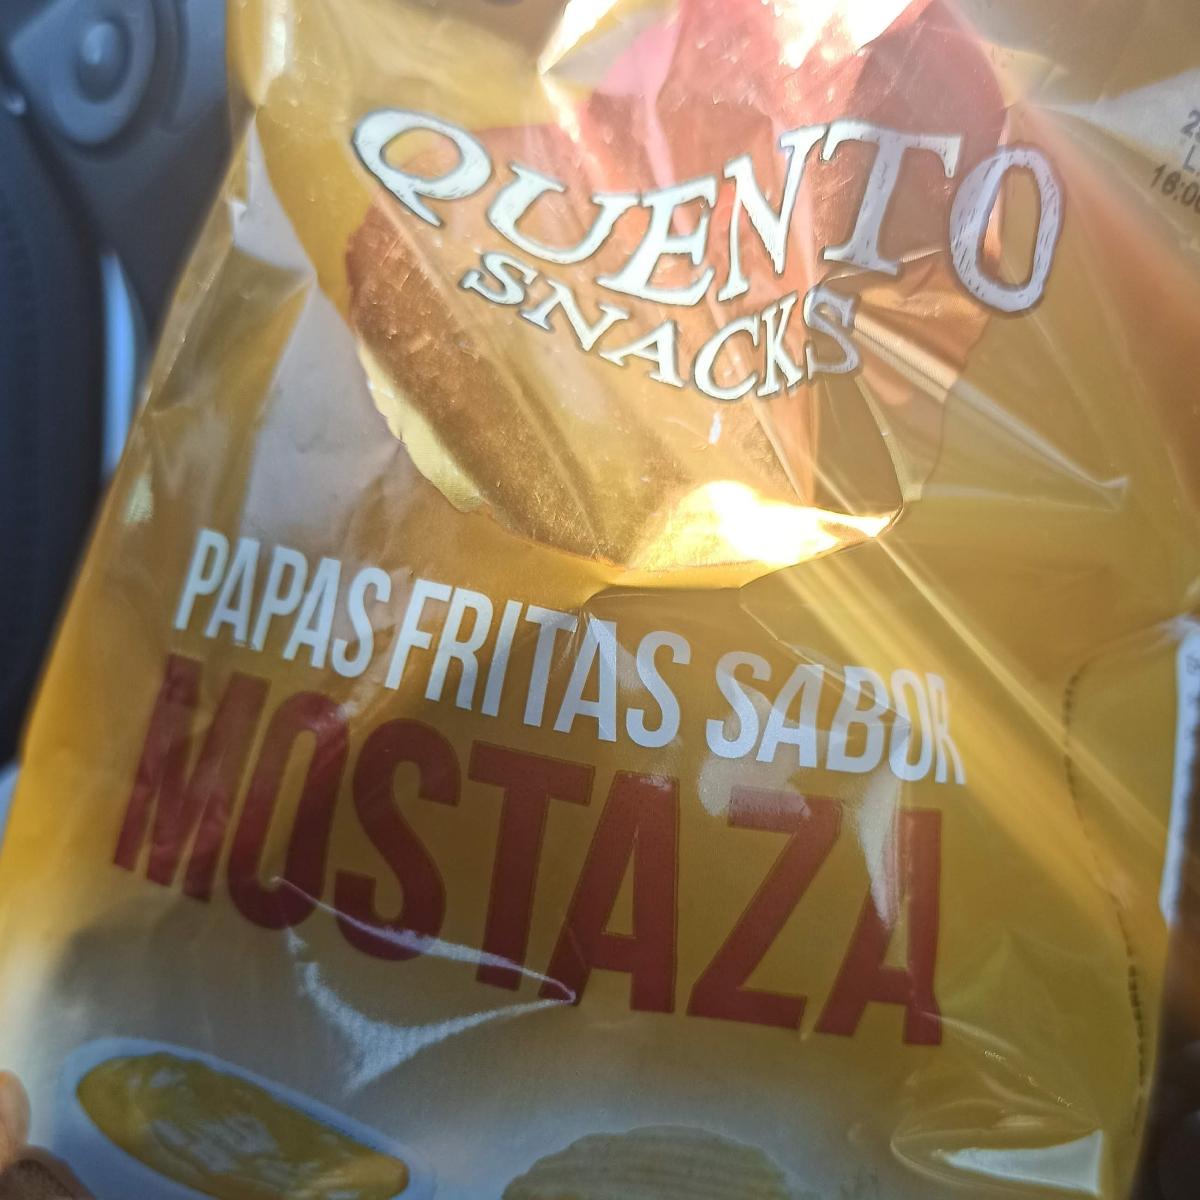 QUENTO
SNACKS
PAPAS FRITAS SABOR
MOSTAZA